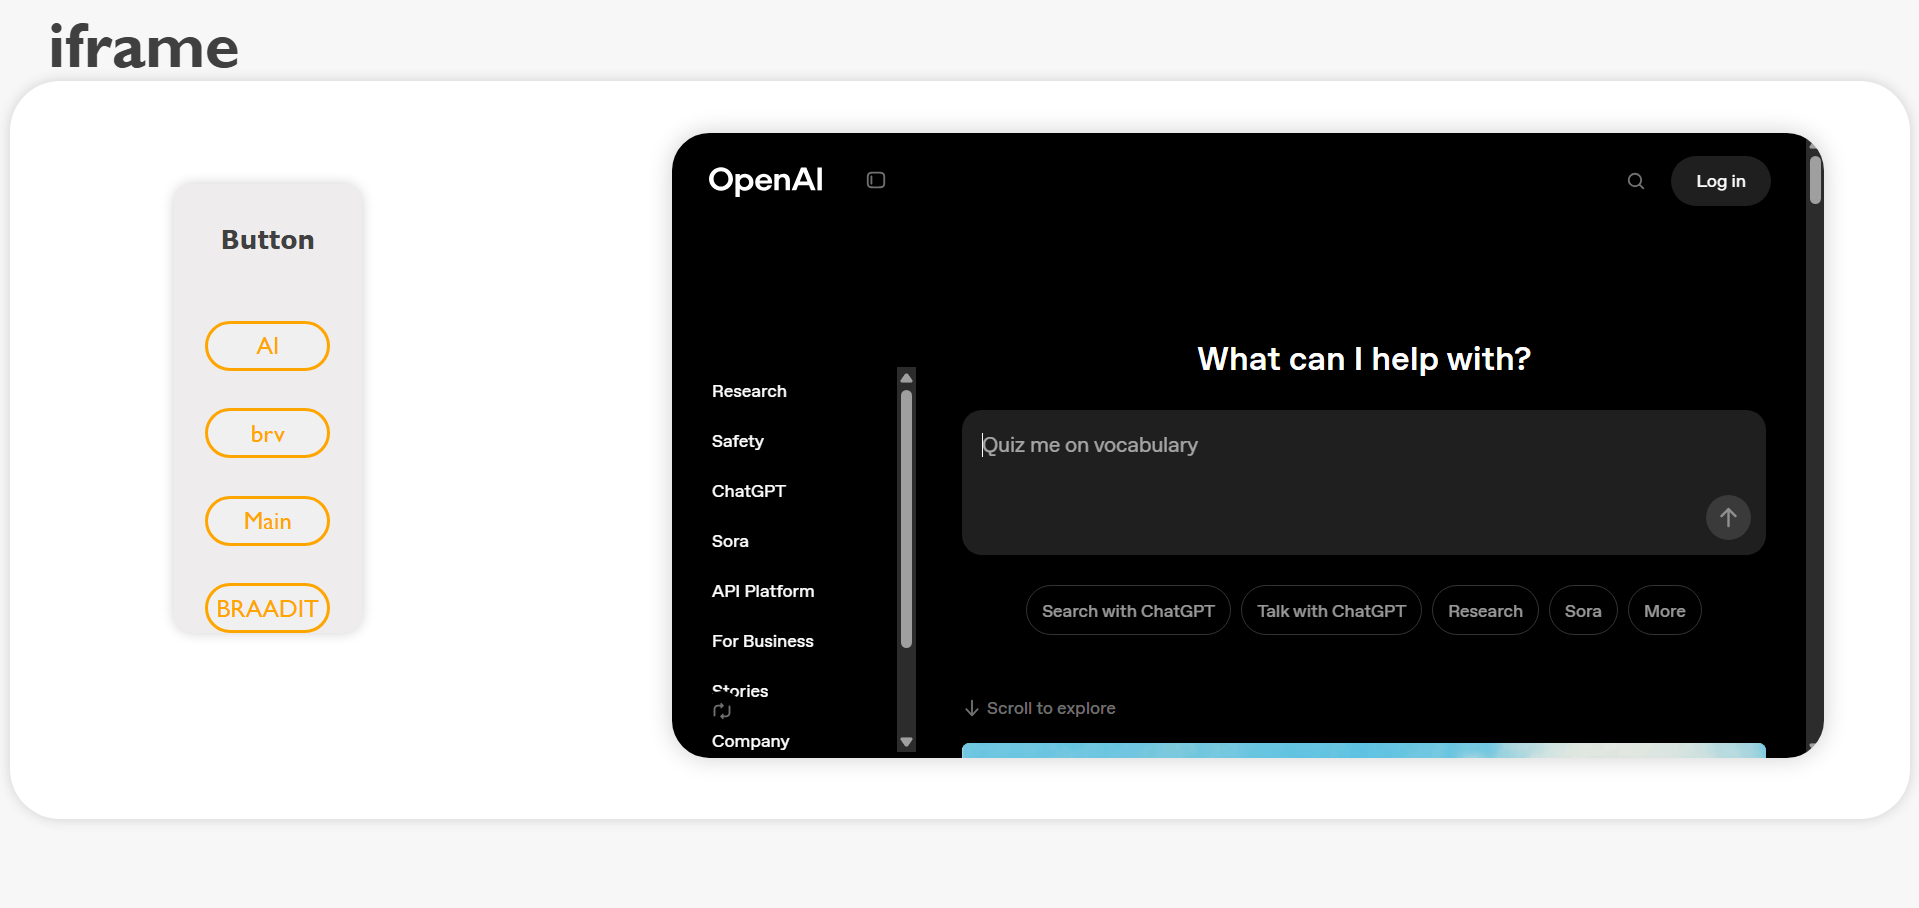 iframe
Button
AI
brv
Main
BRAADIT
OpenAI
Log in
Research
Safety
ChatGPT
Sora
API Platform
For Business
Stories
Company
What can I help with?
Quiz me on vocabulary
Search with ChatGPT
Talk with ChatGPT
Research
Sora
More
Scroll to explore